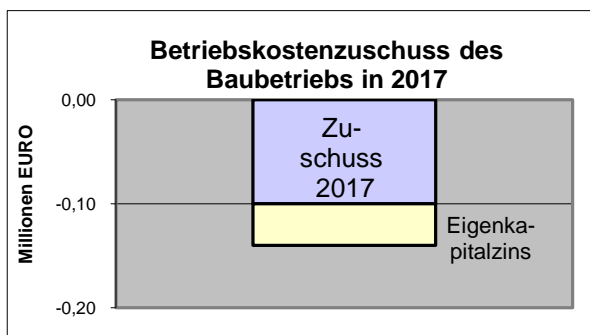 Betriebskostenzuschuss des
Baubetriebs in 2017
0,00
-0,10
-0,20
Millionen EURO
Zu-
schuss
2017
Eigenka-
pitalzins